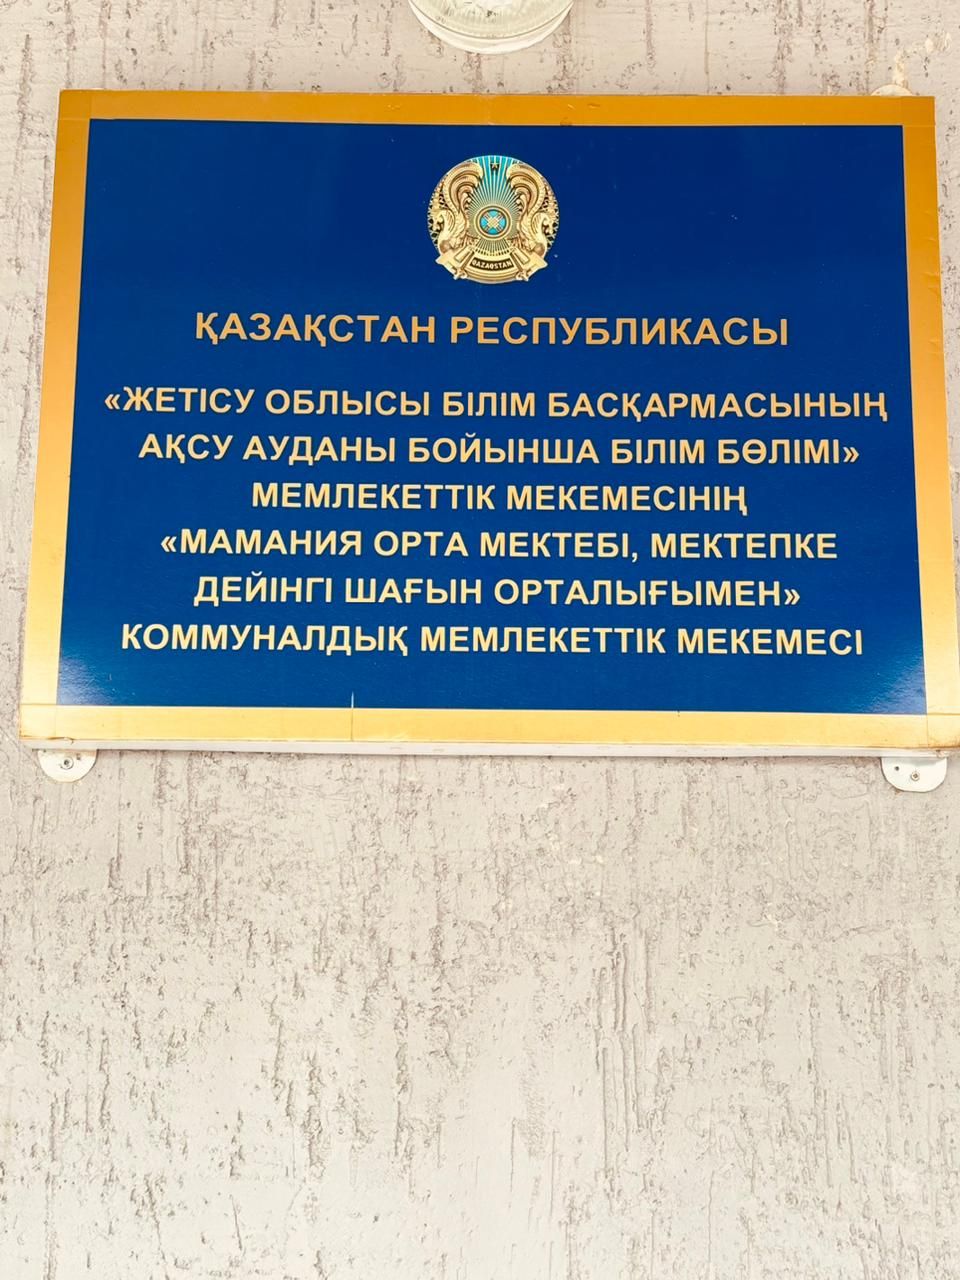 QAZAQSTAN
ҚАЗАҚСТАН РЕСПУБЛИКАСЫ
«ЖЕТІСУ ОБЛЫСЫ БІЛІМ БАСҚАРМАСЫНЫҢ
АҚСУ АУДАНЫ БОЙЫНША БІЛІМ БӨЛІМІ»
МЕМЛЕКЕТТІК МЕКЕМЕСІНІҢ
«МАМАНИЯ ОРТА МЕКТЕБІ, МЕКТЕПКЕ
ДЕЙІНГІ ШАҒЫН ОРТАЛЫҒЫМЕН»
КОММУНАЛДЫҚ МЕМЛЕКЕТТІК МЕКЕМЕСІ